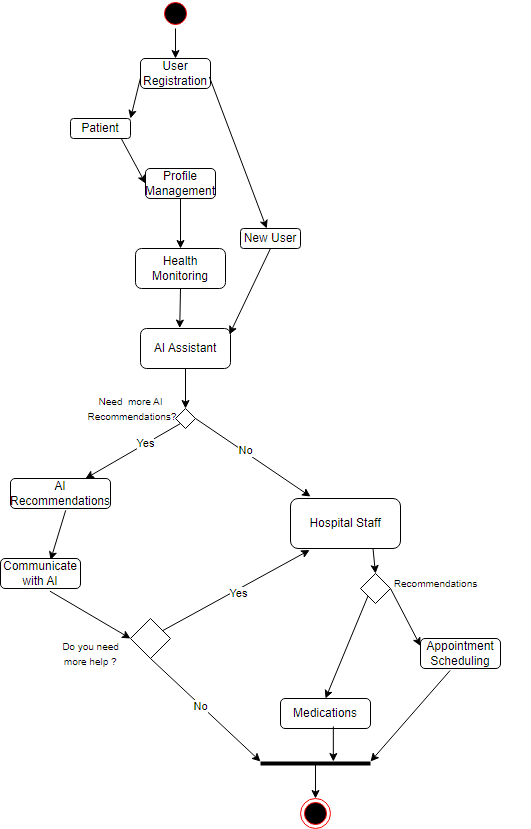 User
Registration
Patient
Profile
Management
New User
Health
Monitoring
AI Assistant
Need  more AI
Recommendations?
Yes
No
AI
Recommendations
Hospital Staff
Communicate
with AI
Recommendations
Yes
Do you need
more help ?
Appointment
Scheduling
No
Medications